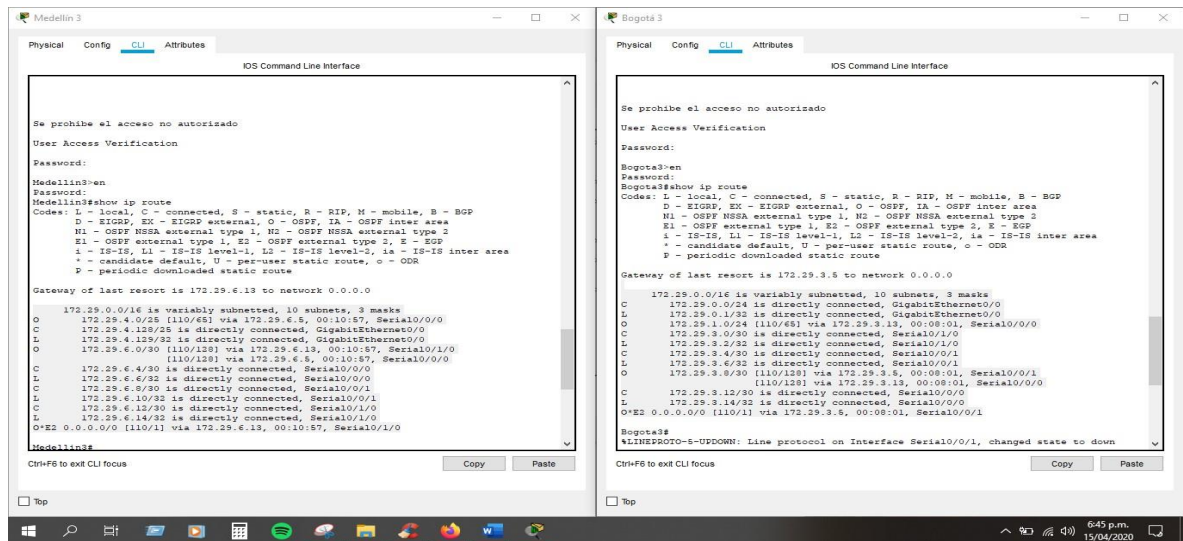 Medellin 3
Physical Config CLI Attributes
IOS Command Line Interface
Se prohibe el acceso no autorizado
User Access Verification
Password:
Medellin3>en
Password:
Medellin3#show ip route
Codes: L - local, C - connected, S - static, R - RIP, M - mobile, B - BGP
D - EIGRP, EX - EIGRP external, O - OSPF, IA - OSPF inter area
N1 - OSPF NSSA external type 1, N2 - OSPF NSSA external type 2
E1 - OSPF external type 1, E2 - OSPF external type 2, E - EGP
i - IS-IS, L1 - IS-IS level-1, L2 - IS-IS level-2, ia - IS-IS inter area
* - candidate default, U - per-user static route, o - ODR
P - periodic downloaded static route
Gateway of last resort is 172.29.6.13 to network 0.0.0.0
172.29.0.0/16 is variably subnetted, 10 subnets, 3 masks
O 172.29.4.0/25 [110/65] via 172.29.6.5, 00:10:57, Serial0/0/0
C 172.29.4.128/25 is directly connected, GigabitEthernet0/0
L 172.29.4.129/32 is directly connected, GigabitEthernet0/0
O 172.29.6.0/30 [110/128] via 172.29.6.13, 00:10:57, Serial0/1/0
[110/128] via 172.29.6.5, 00:10:57, Serial0/0/0
C 172.29.6.4/30 is directly connected, Serial0/0/0
L 172.29.6.6/32 is directly connected, Serial0/0/0
C 172.29.6.8/30 is directly connected, Serial0/0/1
L 172.29.6.10/32 is directly connected, Serial0/0/1
C 172.29.6.12/30 is directly connected, Serial0/1/0
L 172.29.6.14/32 is directly connected, Serial0/1/0
O*E2 0.0.0.0/0 [110/1] via 172.29.6.13, 00:10:57, Serial0/1/0
Medellin3#
Ctrl+F6 to exit CLI focus
Copy Paste
Top
Bogotá 3
Physical Config CLI Attributes
IOS Command Line Interface
Se prohibe el acceso no autorizado
User Access Verification
Password:
Bogota3>en
Password:
Bogota3#show ip route
Codes: L - local, C - connected, S - static, R - RIP, M - mobile, B - BGP
D - EIGRP, EX - EIGRP external, O - OSPF, IA - OSPF inter area
N1 - OSPF NSSA external type 1, N2 - OSPF NSSA external type 2
E1 - OSPF external type 1, E2 - OSPF external type 2, E - EGP
i - IS-IS, L1 - IS-IS level-1, L2 - IS-IS level-2, ia - IS-IS inter area
* - candidate default, U - per-user static route, o - ODR
P - periodic downloaded static route
Gateway of last resort is 172.29.3.5 to network 0.0.0.0
172.29.0.0/16 is variably subnetted, 10 subnets, 3 masks
C 172.29.0.0/24 is directly connected, GigabitEthernet0/0
L 172.29.0.1/32 is directly connected, GigabitEthernet0/0
O 172.29.1.0/24 [110/65] via 172.29.3.13, 00:08:01, Serial0/0/0
C 172.29.3.0/30 is directly connected, Serial0/1/0
L 172.29.3.2/32 is directly connected, Serial0/1/0
C 172.29.3.4/30 is directly connected, Serial0/0/1
L 172.29.3.6/32 is directly connected, Serial0/0/1
O 172.29.3.8/30 [110/128] via 172.29.3.5, 00:08:01, Serial0/0/1
[110/128] via 172.29.3.13, 00:08:01, Serial0/0/0
C 172.29.3.12/30 is directly connected, Serial0/0/0
L 172.29.3.14/32 is directly connected, Serial0/0/0
O*E2 0.0.0.0/0 [110/1] via 172.29.3.5, 00:08:01, Serial0/0/1
Bogota3#
%LINEPROTO-5-UPDOWN: Line protocol on Interface Serial0/0/1, changed state to down
Ctrl+F6 to exit CLI focus
Copy Paste
Top
6:45 p.m.
15/04/2020